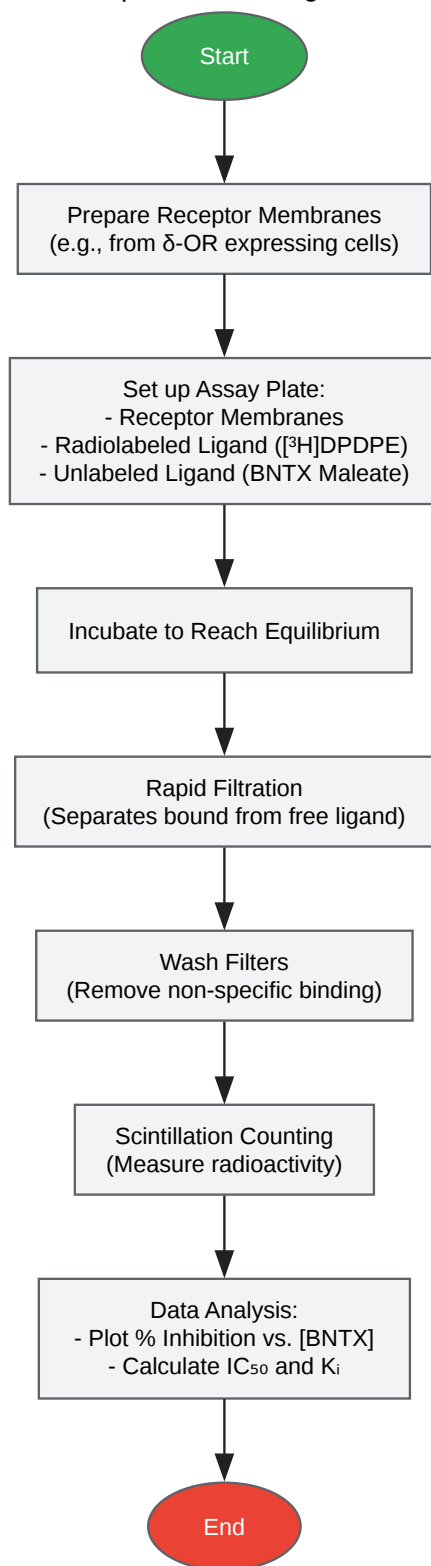 Start
Prepare Receptor Membranes
(e.g., from δ-OR expressing cells)
Set up Assay Plate:
- Receptor Membranes
- Radiolabeled Ligand ([³H]DPDPE)
- Unlabeled Ligand (BNTX Maleate)
Incubate to Reach Equilibrium
Rapid Filtration
(Separates bound from free ligand)
Wash Filters
(Remove non-specific binding)
Scintillation Counting
(Measure radioactivity)
Data Analysis:
- Plot % Inhibition vs. [BNTX]
- Calculate IC₅₀ and Kᵢ
End